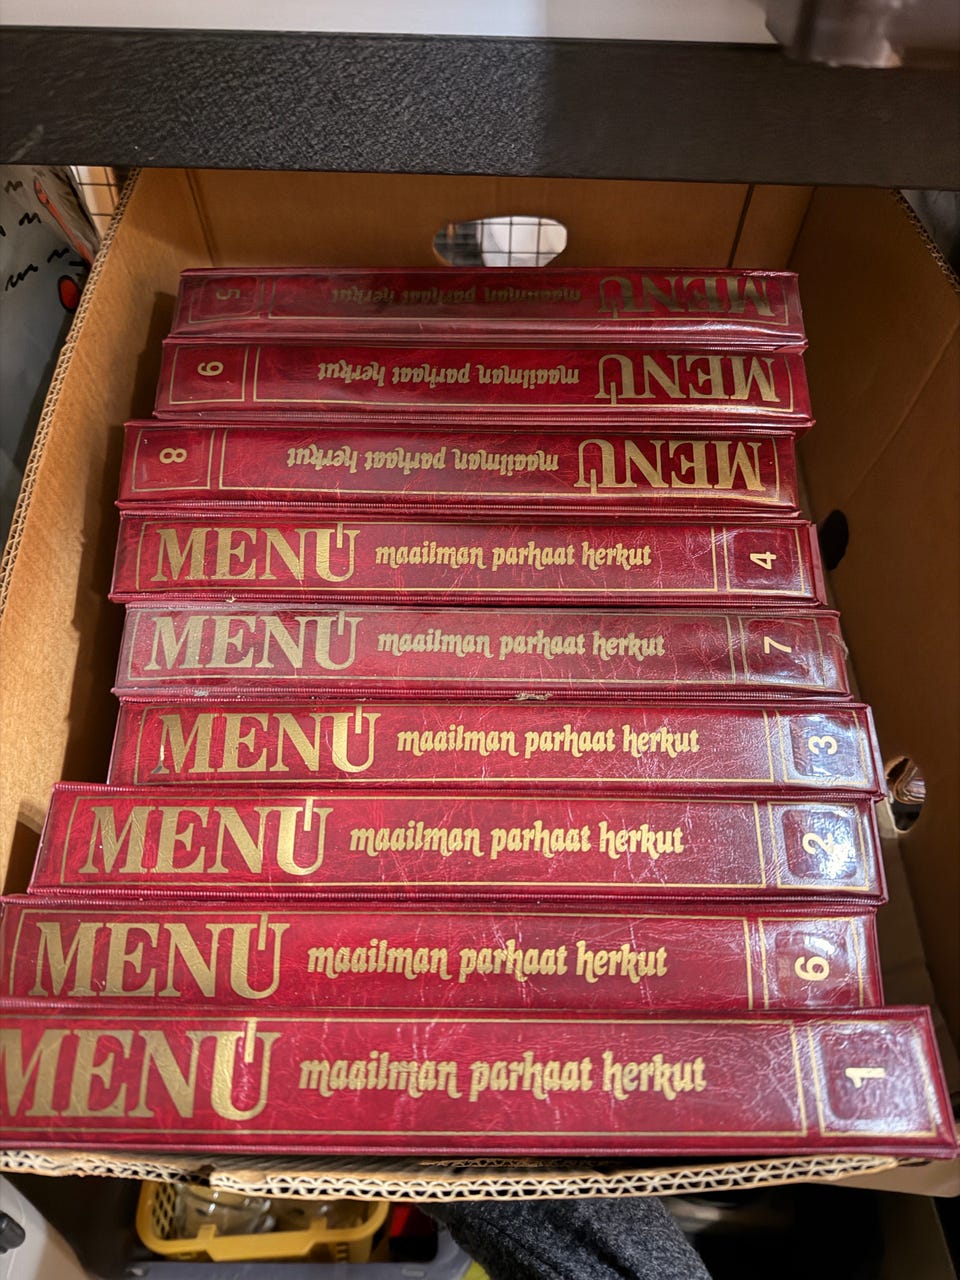 MENU maailman parhaat herkut 5
MENU maailman parhaat herkut 9
MENU maailman parhaat herkut 8
MENU maailman parhaat herkut 4
MENU maailman parhaat herkut 7
MENU maailman parhaat herkut 3
MENU maailman parhaat herkut 2
MENU maailman parhaat herkut 6
MENU maailman parhaat herkut 1